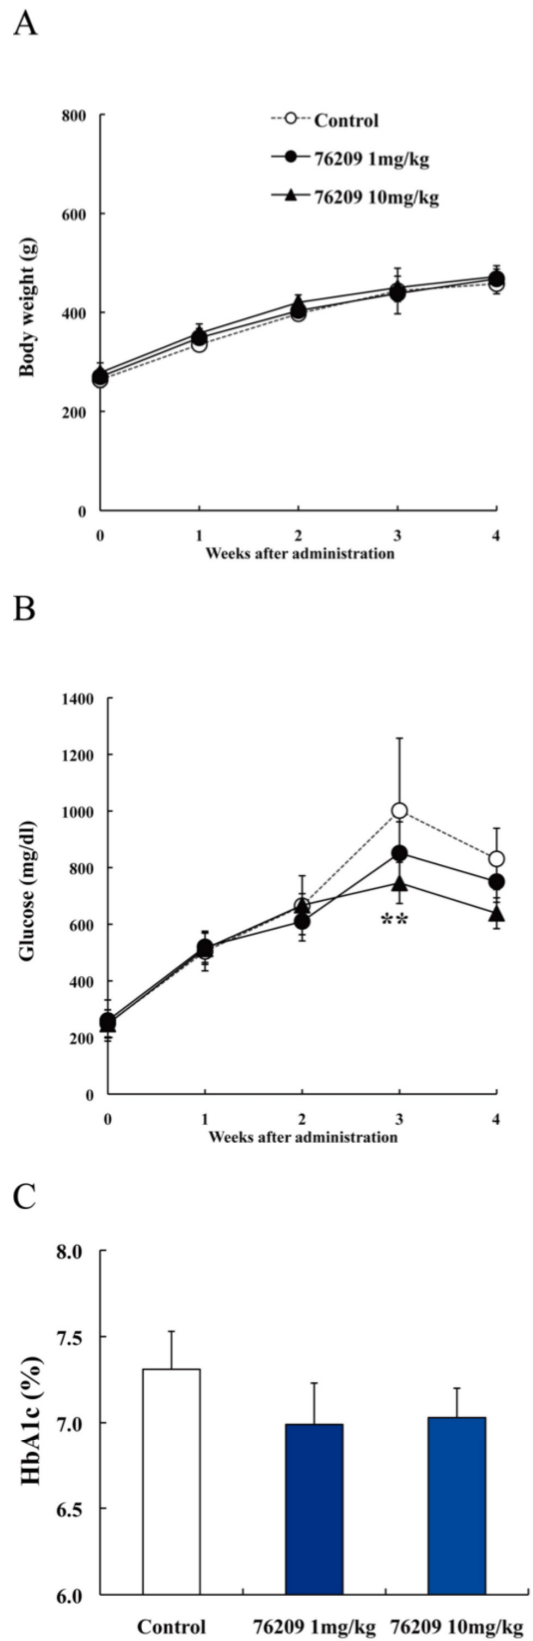 A
Control
76209 1mg/kg
76209 10mg/kg
Body weight (g)
800
600
400
200
0
0 1 2 3 4
Weeks after administration
B
Glucose (mg/dl)
1400
1200
1000
800
600
400
200
0
**
0 1 2 3 4
Weeks after administration
C
HbA1c (%)
8.0
7.5
7.0
6.5
6.0
Control 76209 1mg/kg 76209 10mg/kg